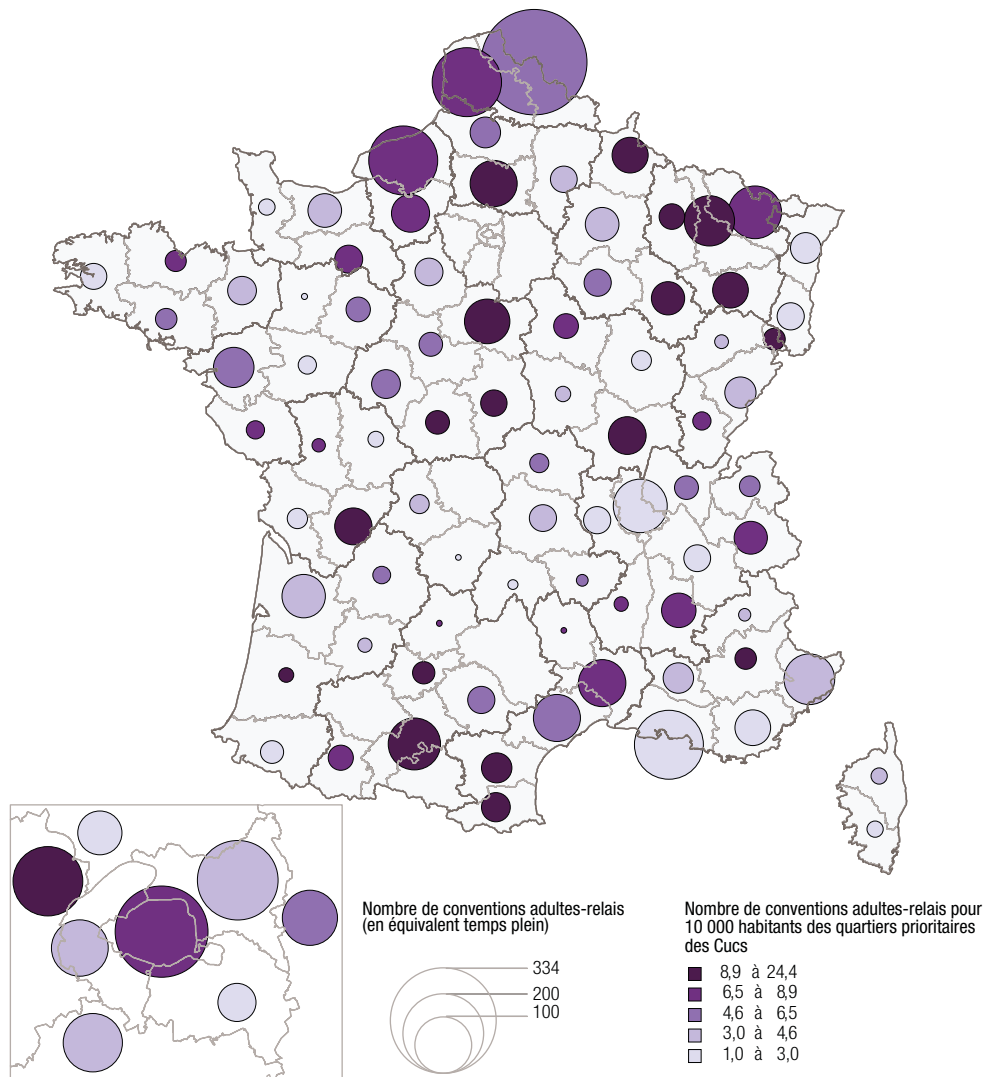 Nombre de conventions adultes-relais
(en équivalent temps plein)
334
200
100
Nombre de conventions adultes-relais pour
10 000 habitants des quartiers prioritaires
des Cucs
8,9 à 24,4
6,5 à 8,9
4,6 à 6,5
3,0 à 4,6
1,0 à 3,0